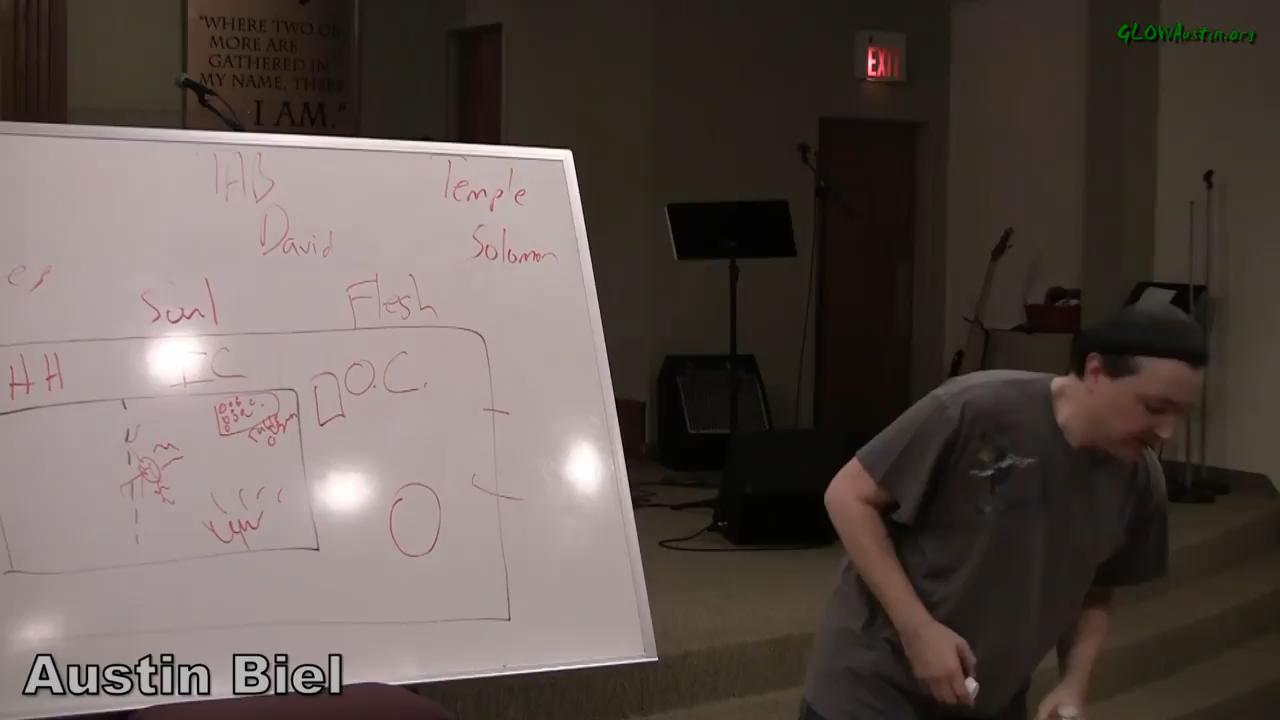 "WHERE TWO OR
MORE ARE
GATHERED IN
MY NAME, THERE
I AM."
EXIT
GLOWAustin.org
Temple
David
Solomon
es
Soul
Flesh
HH
IC
O.C.
Austin Biel